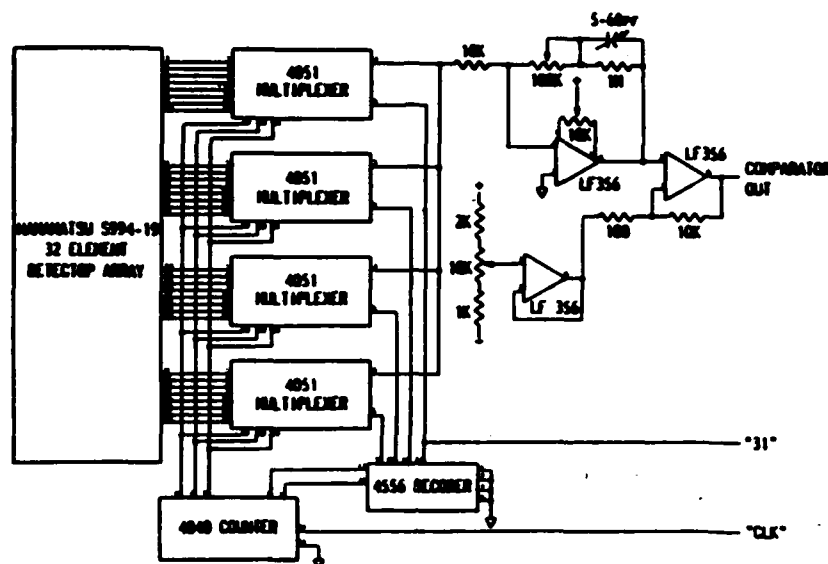 5-60PF
10K
100K
1M
4051
MULTIPLEXER
10K
LF356
LF356
COMPARATOR
OUT
4051
MULTIPLEXER
HAMAMATSU S994-19
32 ELEMENT
DETECTOR ARRAY
2K
10K
1K
100
10K
LF 356
4051
MULTIPLEXER
4051
MULTIPLEXER
"31"
4556 DECODER
4040 COUNTER
"CLK"